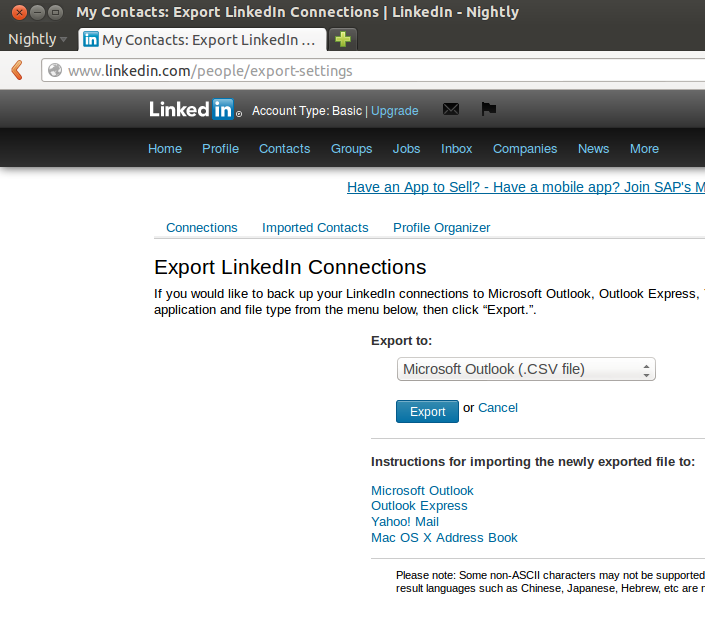 My Contacts: Export LinkedIn Connections | LinkedIn - Nightly
Nightly
in My Contacts: Export LinkedIn ...
www.linkedin.com/people/export-settings
Linked in ® Account Type: Basic | Upgrade
Home Profile Contacts Groups Jobs Inbox Companies News More
Have an App to Sell? - Have a mobile app? Join SAP's M
Connections Imported Contacts Profile Organizer
Export LinkedIn Connections
If you would like to back up your LinkedIn connections to Microsoft Outlook, Outlook Express,
application and file type from the menu below, then click “Export.”.
Export to:
Microsoft Outlook (.CSV file)
Export or Cancel
Instructions for importing the newly exported file to:
Microsoft Outlook
Outlook Express
Yahoo! Mail
Mac OS X Address Book
Please note: Some non-ASCII characters may not be supported
result languages such as Chinese, Japanese, Hebrew, etc are